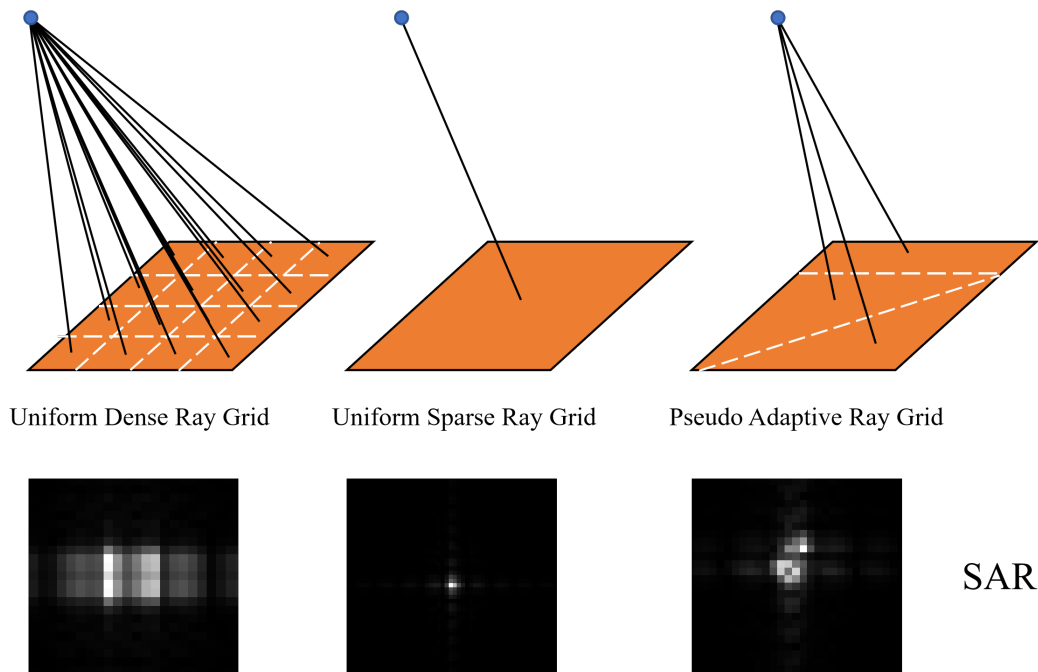 Uniform Dense Ray Grid
Uniform Sparse Ray Grid
Pseudo Adaptive Ray Grid
SAR